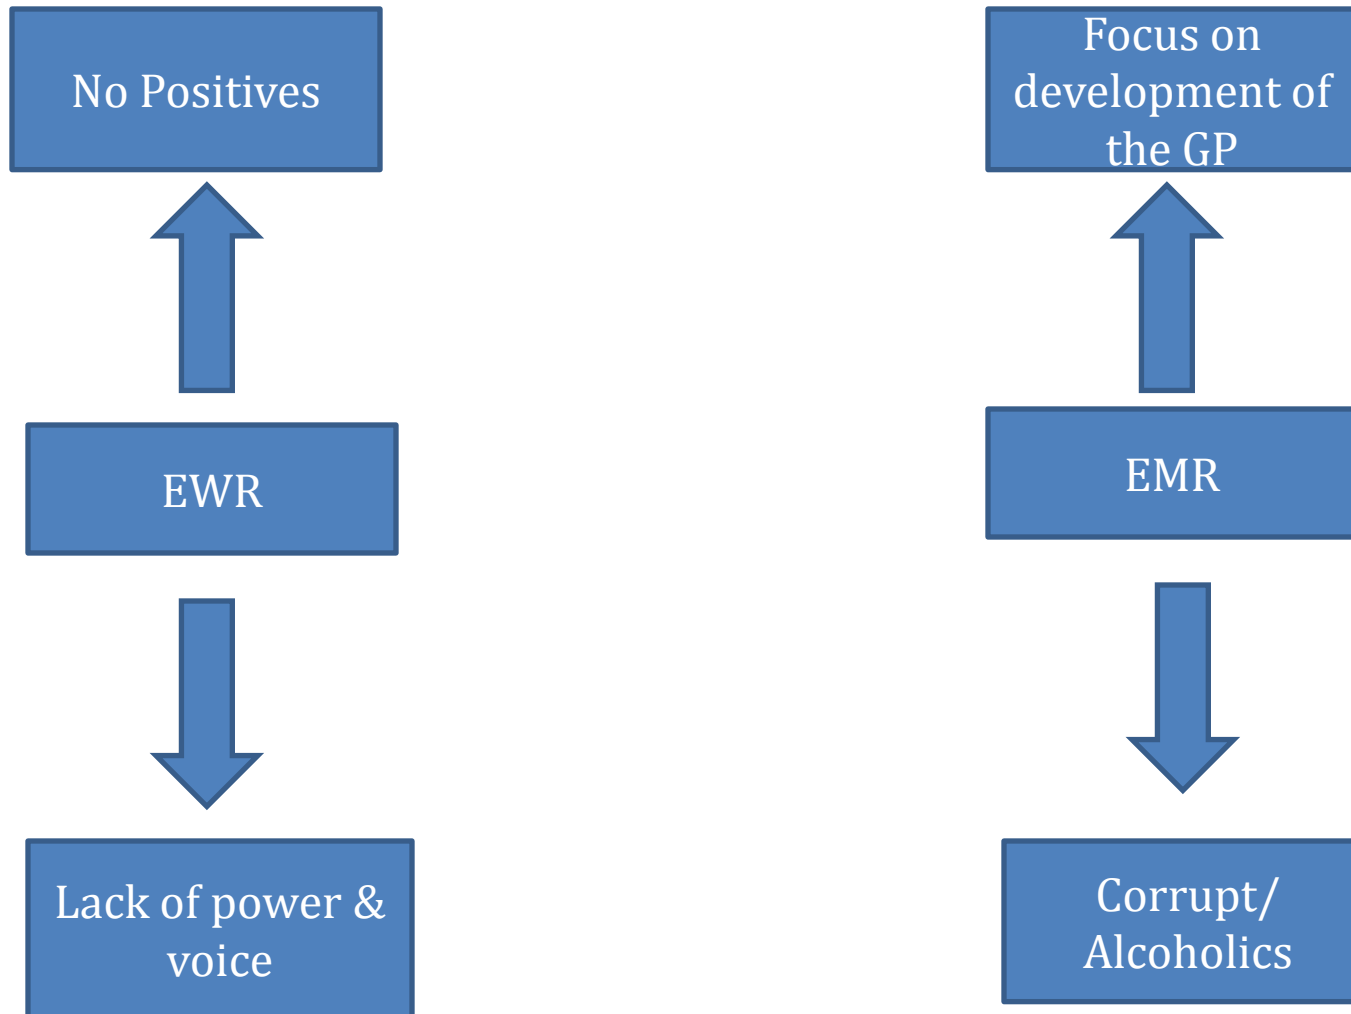 No Positives
Focus on
development of
the GP
EWR
EMR
Lack of power &
voice
Corrupt/
Alcoholics